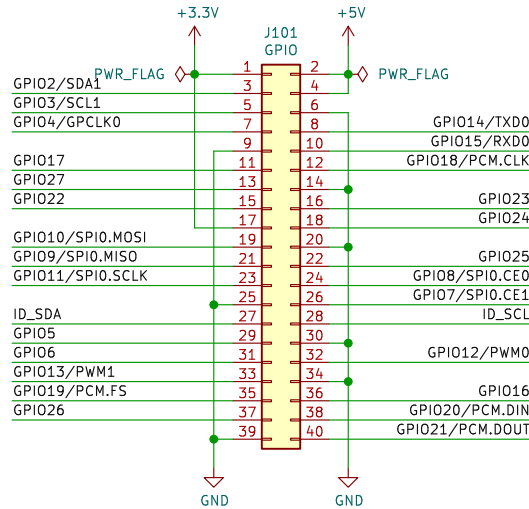 +3.3V
+5V
J101
GPIO
PWR_FLAG
1
2
PWR_FLAG
GPIO2/SDA1
3
4
GPIO3/SCL1
5
6
GPIO4/GPCLK0
7
8
GPIO14/TXD0
9
10
GPIO15/RXD0
GPIO17
11
12
GPIO18/PCM.CLK
GPIO27
13
14
GPIO22
15
16
GPIO23
17
18
GPIO24
GPIO10/SPI0.MOSI
19
20
GPIO9/SPI0.MISO
21
22
GPIO25
GPIO11/SPI0.SCLK
23
24
GPIO8/SPI0.CE0
25
26
GPIO7/SPI0.CE1
ID_SDA
27
28
ID_SCL
GPIO5
29
30
GPIO6
31
32
GPIO12/PWM0
GPIO13/PWM1
33
34
GPIO19/PCM.FS
35
36
GPIO16
GPIO26
37
38
GPIO20/PCM.DIN
39
40
GPIO21/PCM.DOUT
GND
GND